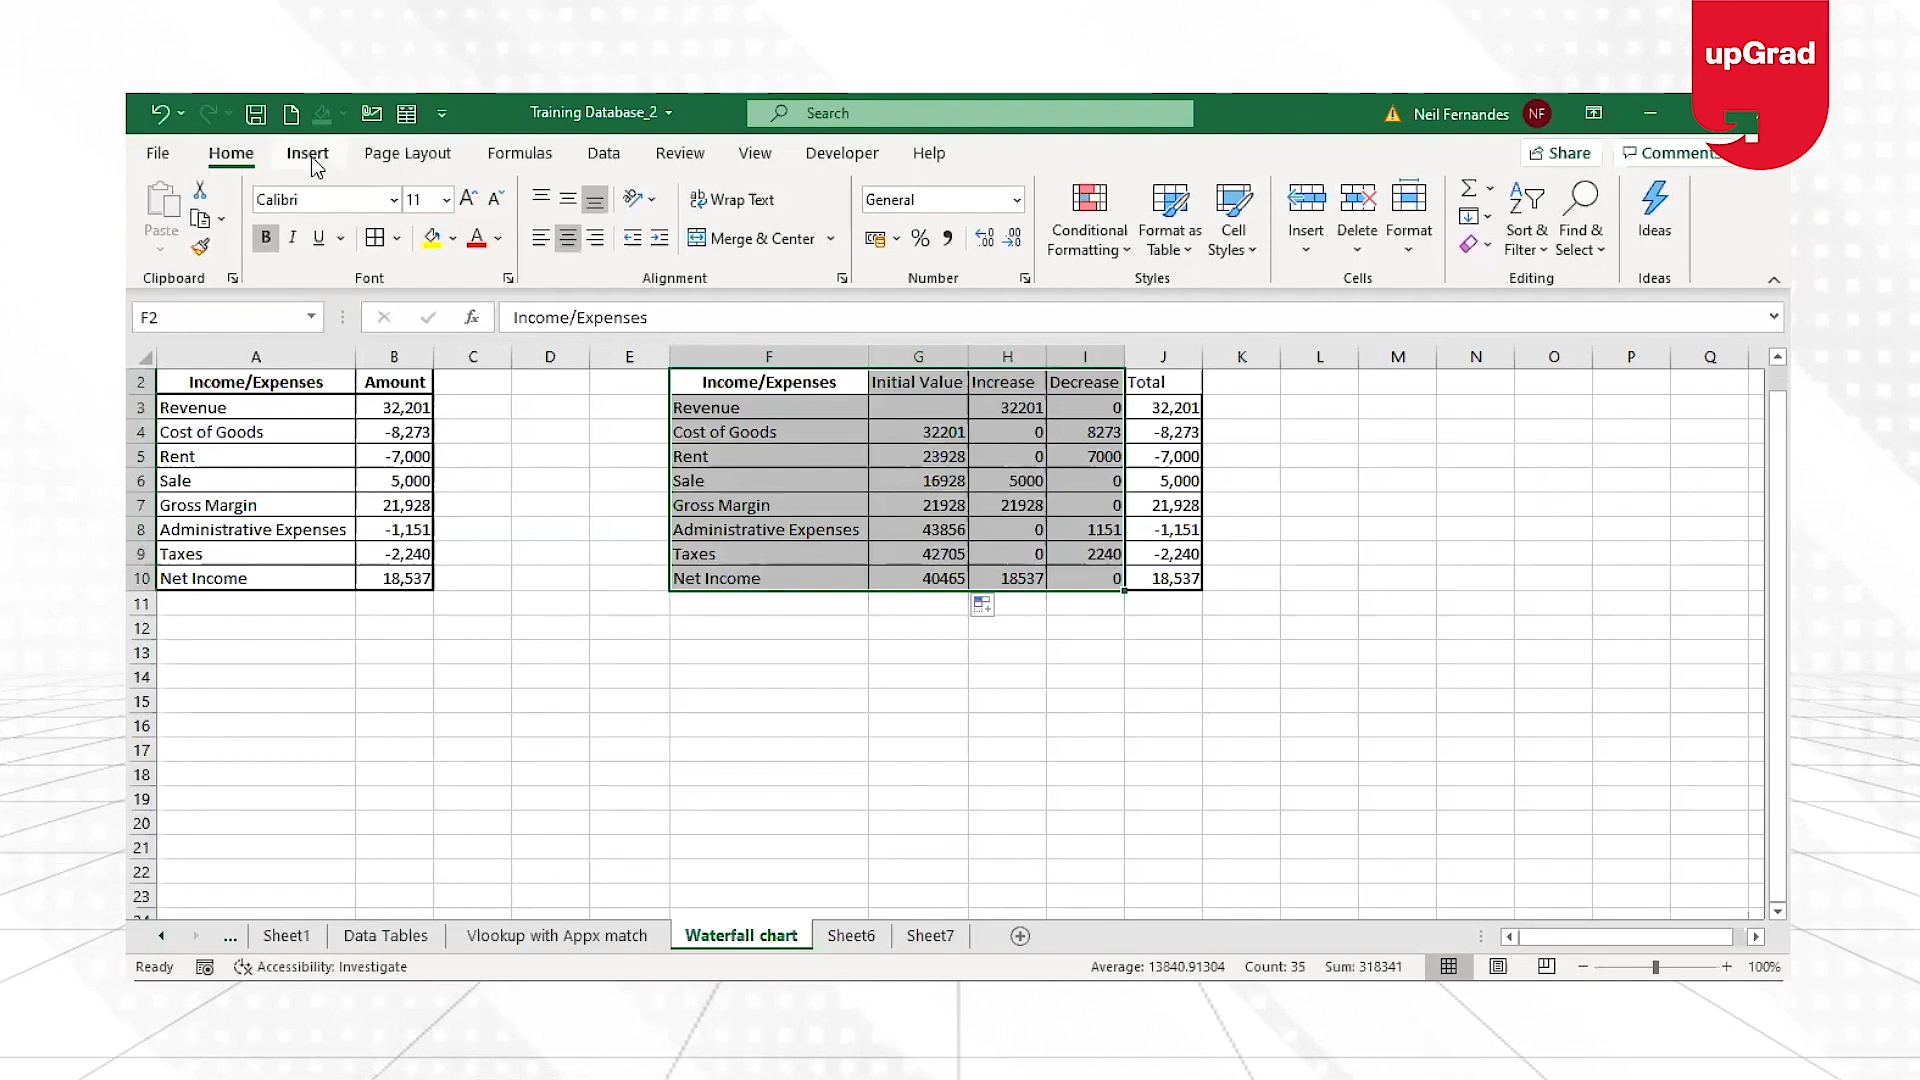 upGrad
Training Database_2
Search
Neil Fernandes
NF
File Home Insert Page Layout Formulas Data Review View Developer Help
Share
Comments
Paste
Calibri 11
Wrap Text
General
B I U A
Merge & Center
Conditional Formatting
Format as Table
Cell Styles
Insert Delete Format
Sort & Filter
Find & Select
Ideas
Clipboard Font Alignment Number Styles Cells Editing Ideas
F2 fx Income/Expenses
A B C D E F G H I J K L M N O P Q
2 Income/Expenses Amount Income/Expenses Initial Value Increase Decrease Total
3 Revenue 32,201 Revenue 32201 0 32,201
4 Cost of Goods -8,273 Cost of Goods 32201 0 8273 -8,273
5 Rent -7,000 Rent 23928 0 7000 -7,000
6 Sale 5,000 Sale 16928 5000 0 5,000
7 Gross Margin 21,928 Gross Margin 21928 21928 0 21,928
8 Administrative Expenses -1,151 Administrative Expenses 43856 0 1151 -1,151
9 Taxes -2,240 Taxes 42705 0 2240 -2,240
10 Net Income 18,537 Net Income 40465 18537 0 18,537
11
12
13
14
15
16
17
18
19
20
21
22
23
... Sheet1 Data Tables Vlookup with Appx match Waterfall chart Sheet6 Sheet7
Ready Accessibility: Investigate Average: 13840.91304 Count: 35 Sum: 318341 100%